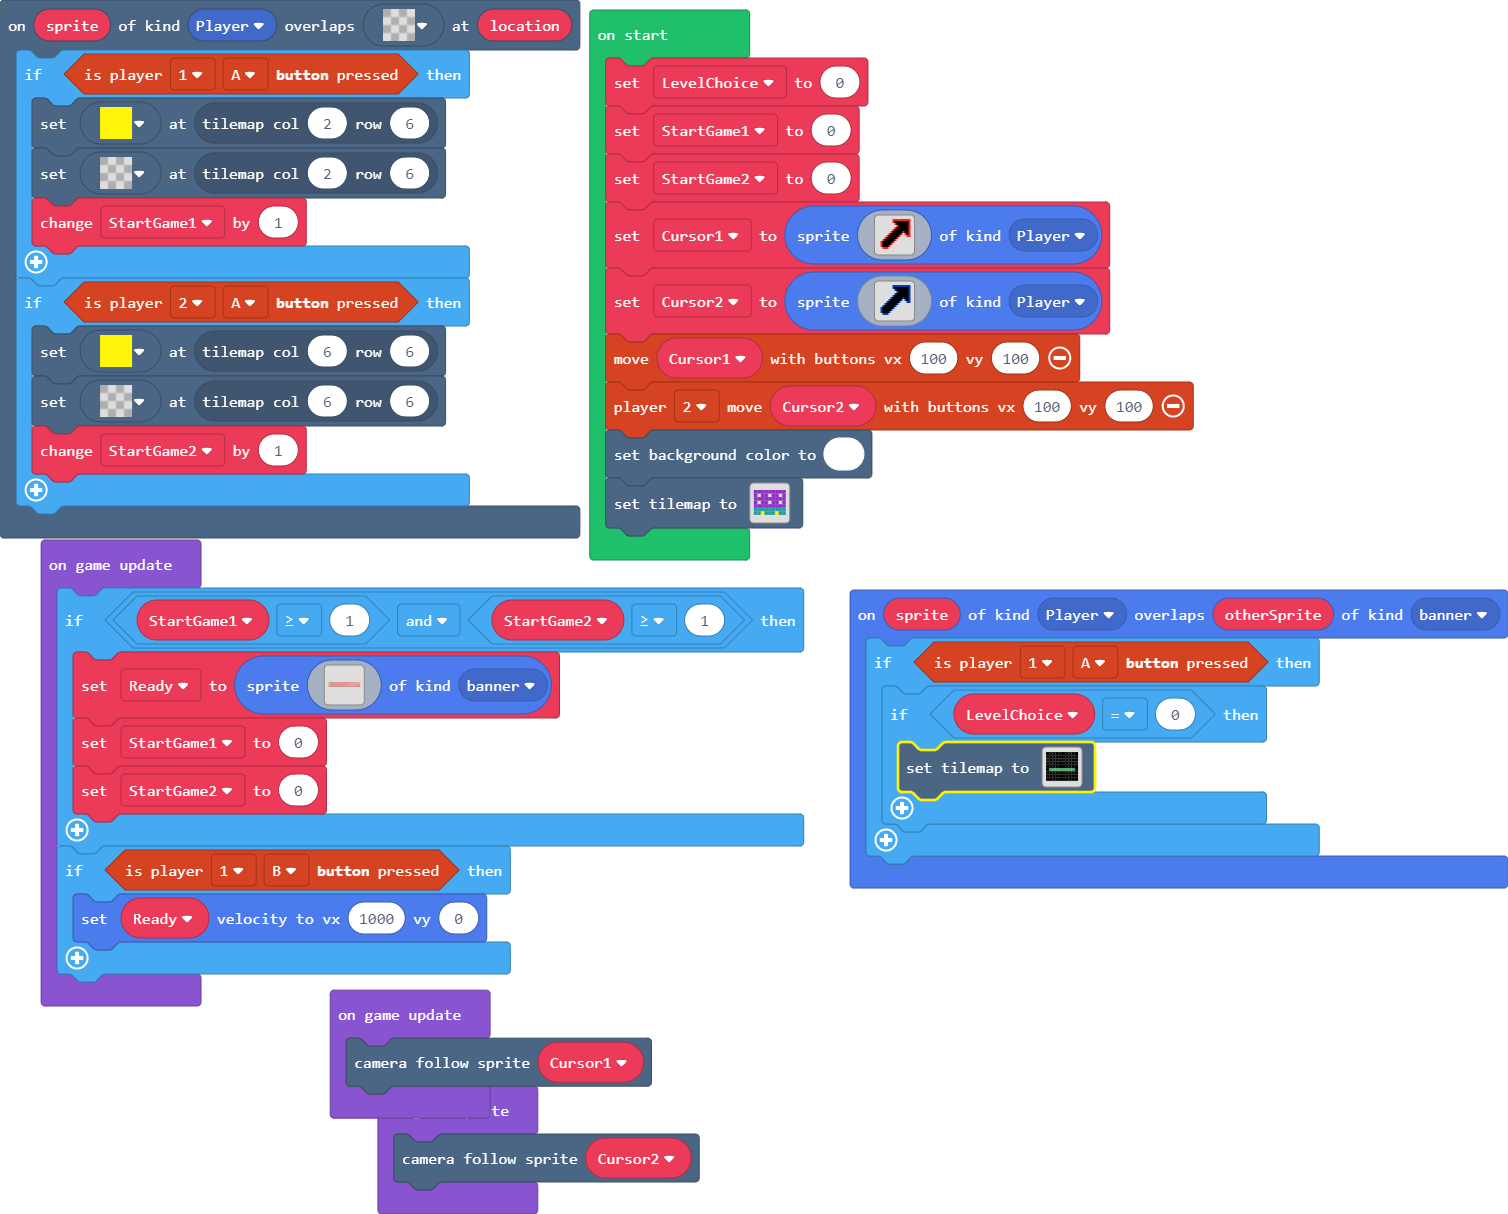 on sprite of kind Player overlaps at location
if is player 1 A button pressed then
set at tilemap col 2 row 6
set at tilemap col 2 row 6
change StartGame1 by 1
if is player 2 A button pressed then
set at tilemap col 6 row 6
set at tilemap col 6 row 6
change StartGame2 by 1
on start
set LevelChoice to 0
set StartGame1 to 0
set StartGame2 to 0
set Cursor1 to sprite of kind Player
set Cursor2 to sprite of kind Player
move Cursor1 with buttons vx 100 vy 100
player 2 move Cursor2 with buttons vx 100 vy 100
set background color to
set tilemap to
on game update
if StartGame1 ≥ 1 and StartGame2 ≥ 1 then
set Ready to sprite of kind banner
set StartGame1 to 0
set StartGame2 to 0
if is player 1 B button pressed then
set Ready velocity to vx 1000 vy 0
on sprite of kind Player overlaps otherSprite of kind banner
if is player 1 A button pressed then
if LevelChoice = 0 then
set tilemap to
on game update
camera follow sprite Cursor1
te
camera follow sprite Cursor2